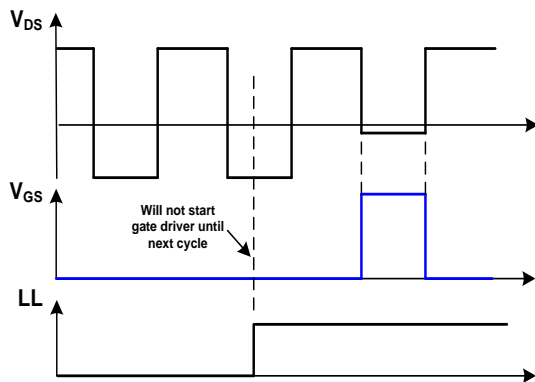 VDS
VGS
Will not start
gate driver until
next cycle
LL